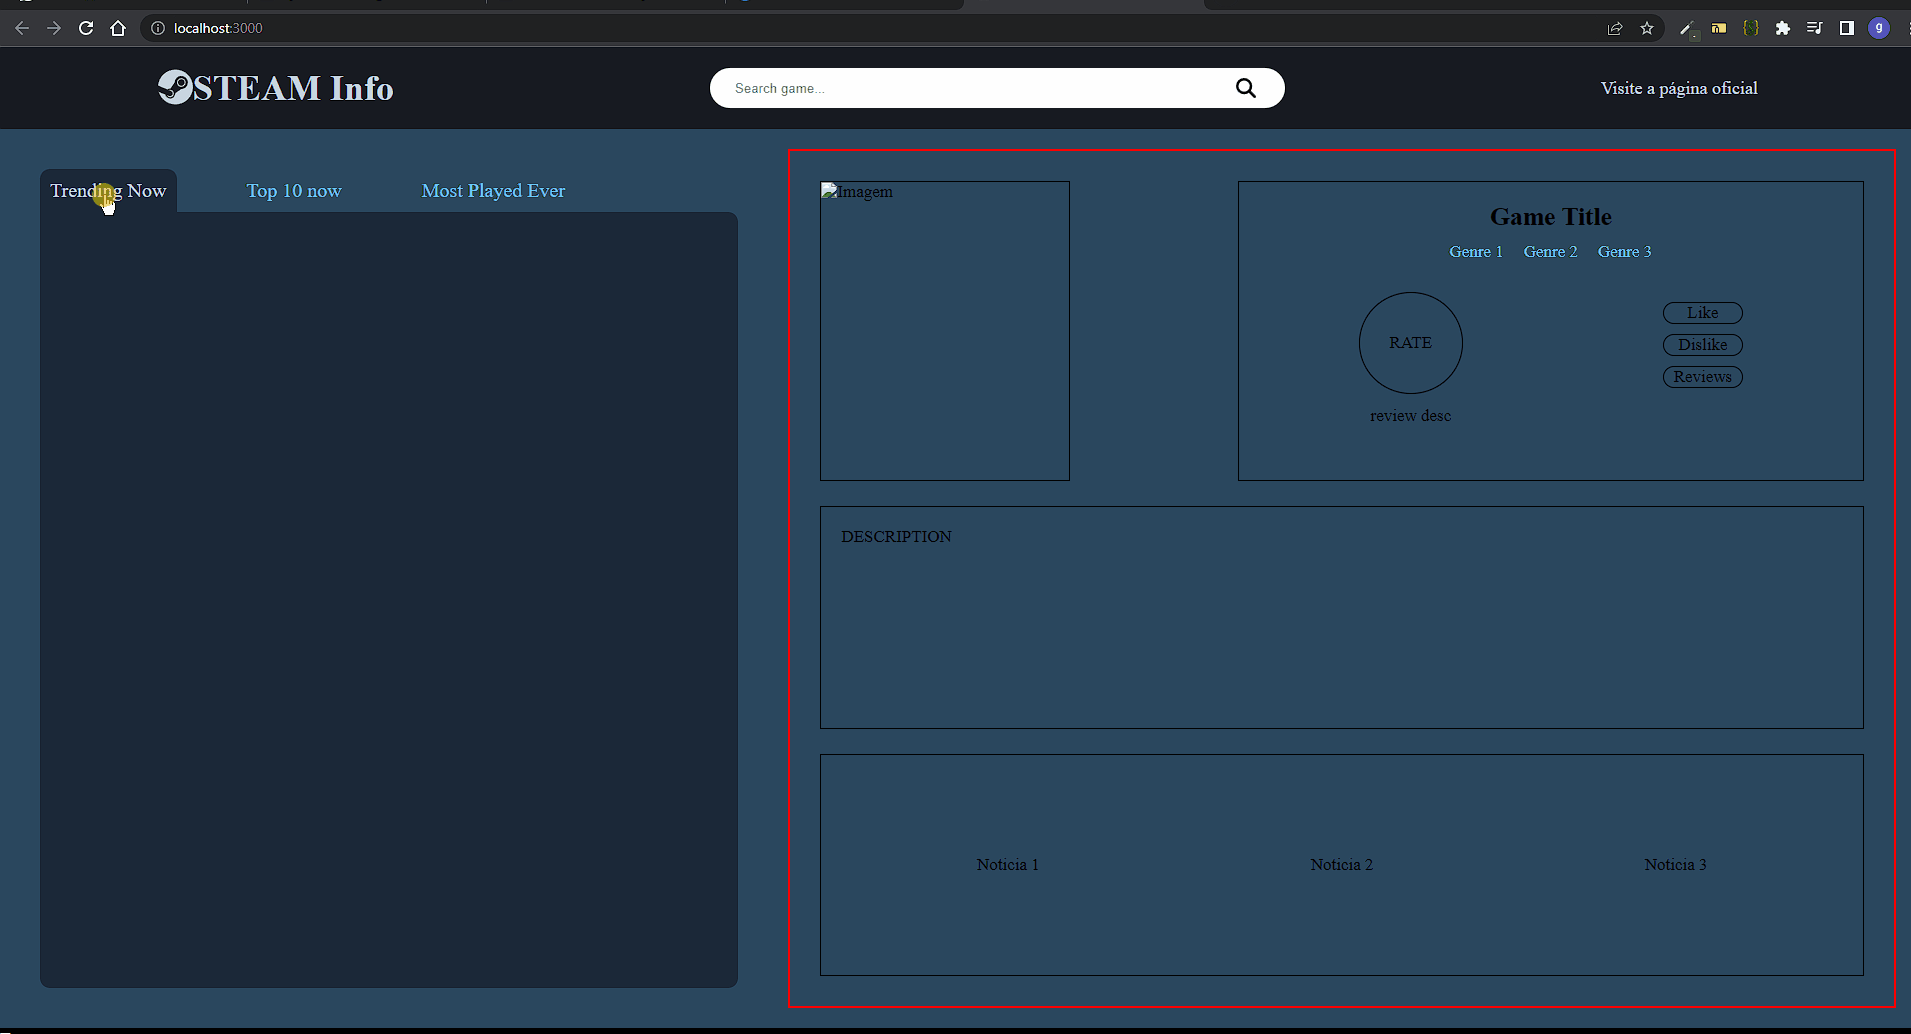 localhost:3000
g
STEAM Info
Search game...
Visite a página oficial
Trending Now
Top 10 now
Most Played Ever
Imagem
Game Title
Genre 1 Genre 2 Genre 3
RATE
review desc
Like
Dislike
Reviews
DESCRIPTION
Noticia 1
Noticia 2
Noticia 3